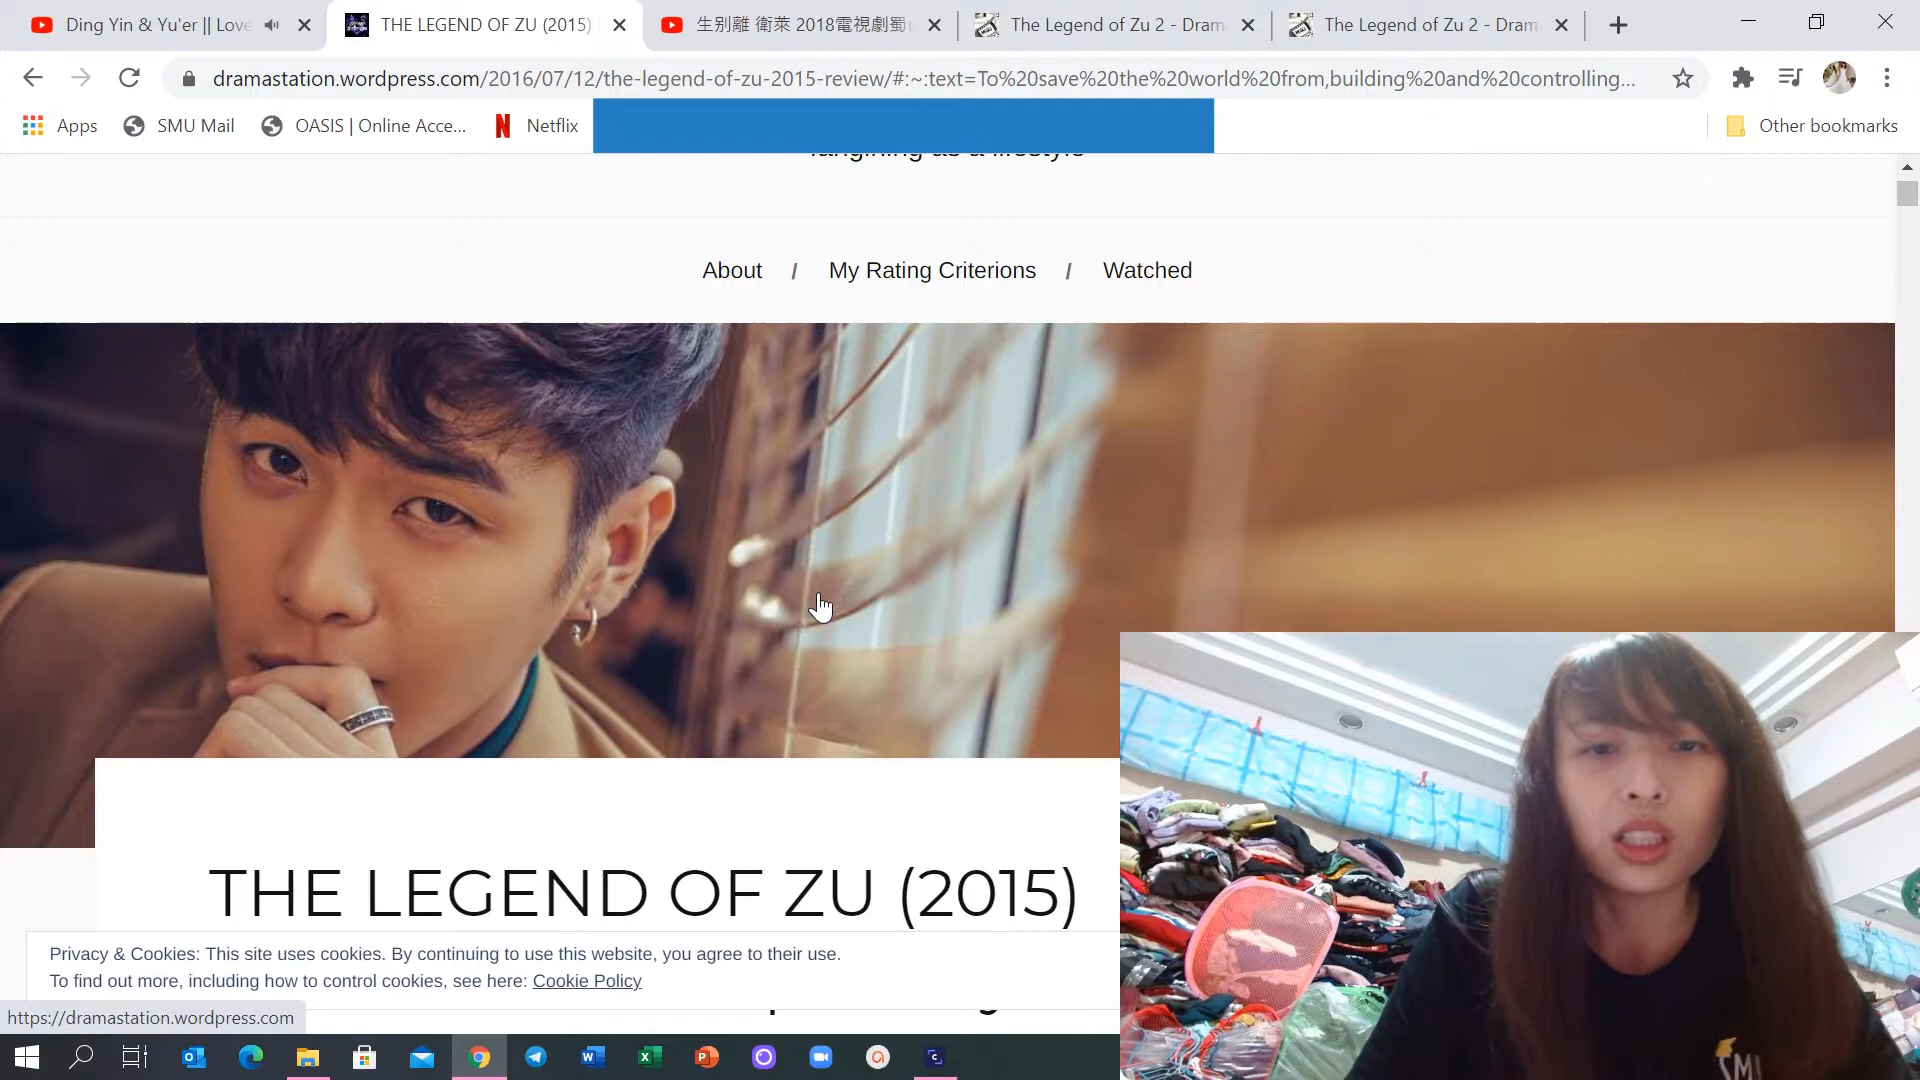 Ding Yin & Yu'er || Love
THE LEGEND OF ZU (2015)
生别離 衛萊 2018電視劇蜀
The Legend of Zu 2 - Dram
The Legend of Zu 2 - Dram
dramastation.wordpress.com/2016/07/12/the-legend-of-zu-2015-review/#:~:text=To%20save%20the%20world%20from,building%20and%20controlling...
Apps
SMU Mail
OASIS | Online Acce...
Netflix
Other bookmarks
as a lifestyle
About / My Rating Criterions / Watched
THE LEGEND OF ZU (2015)
Privacy & Cookies: This site uses cookies. By continuing to use this website, you agree to their use.
To find out more, including how to control cookies, see here: Cookie Policy
https://dramastation.wordpress.com
SMU